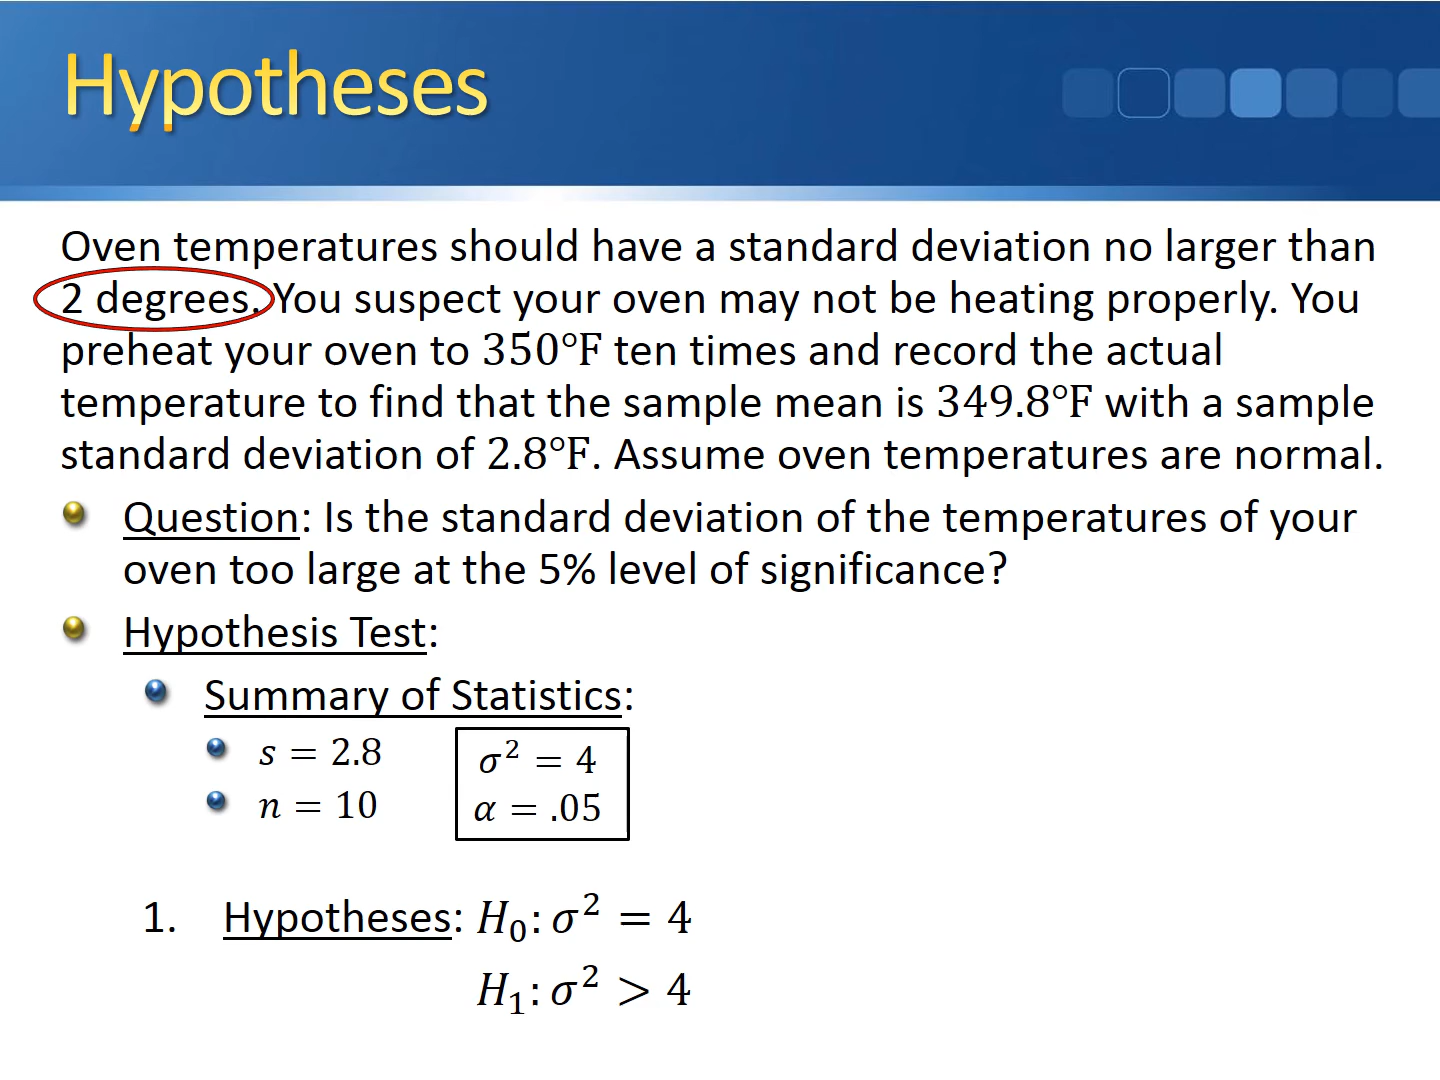 Hypotheses
Oven temperatures should have a standard deviation no larger than
2 degrees. You suspect your oven may not be heating properly. You
preheat your oven to 350°F ten times and record the actual
temperature to find that the sample mean is 349.8°F with a sample
standard deviation of 2.8°F. Assume oven temperatures are normal.
Question: Is the standard deviation of the temperatures of your
oven too large at the 5% level of significance?
Hypothesis Test:
Summary of Statistics:
s = 2.8
n = 10
σ² = 4
α = .05
1. Hypotheses: H₀: σ² = 4
H₁: σ² > 4